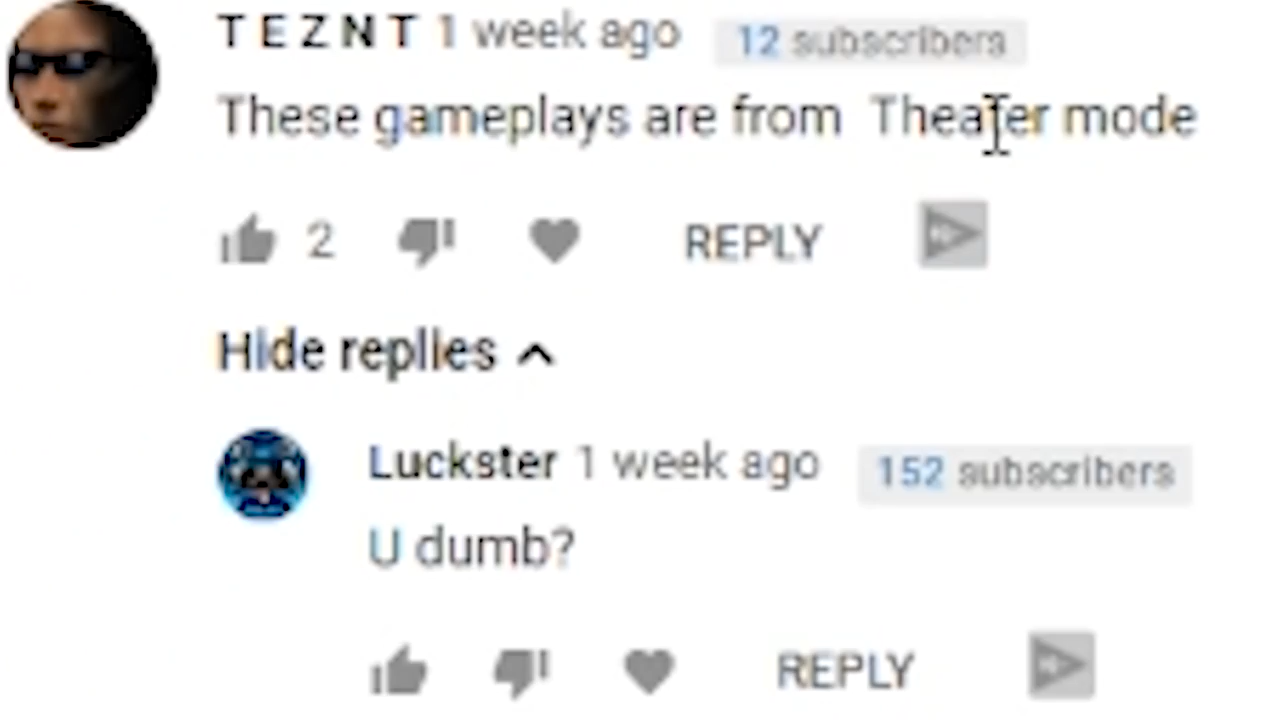 T E Z N T 1 week ago 12 subscribers
These gameplays are from Theater mode
2 REPLY
Hide replies
Luckster 1 week ago 152 subscribers
U dumb?
REPLY